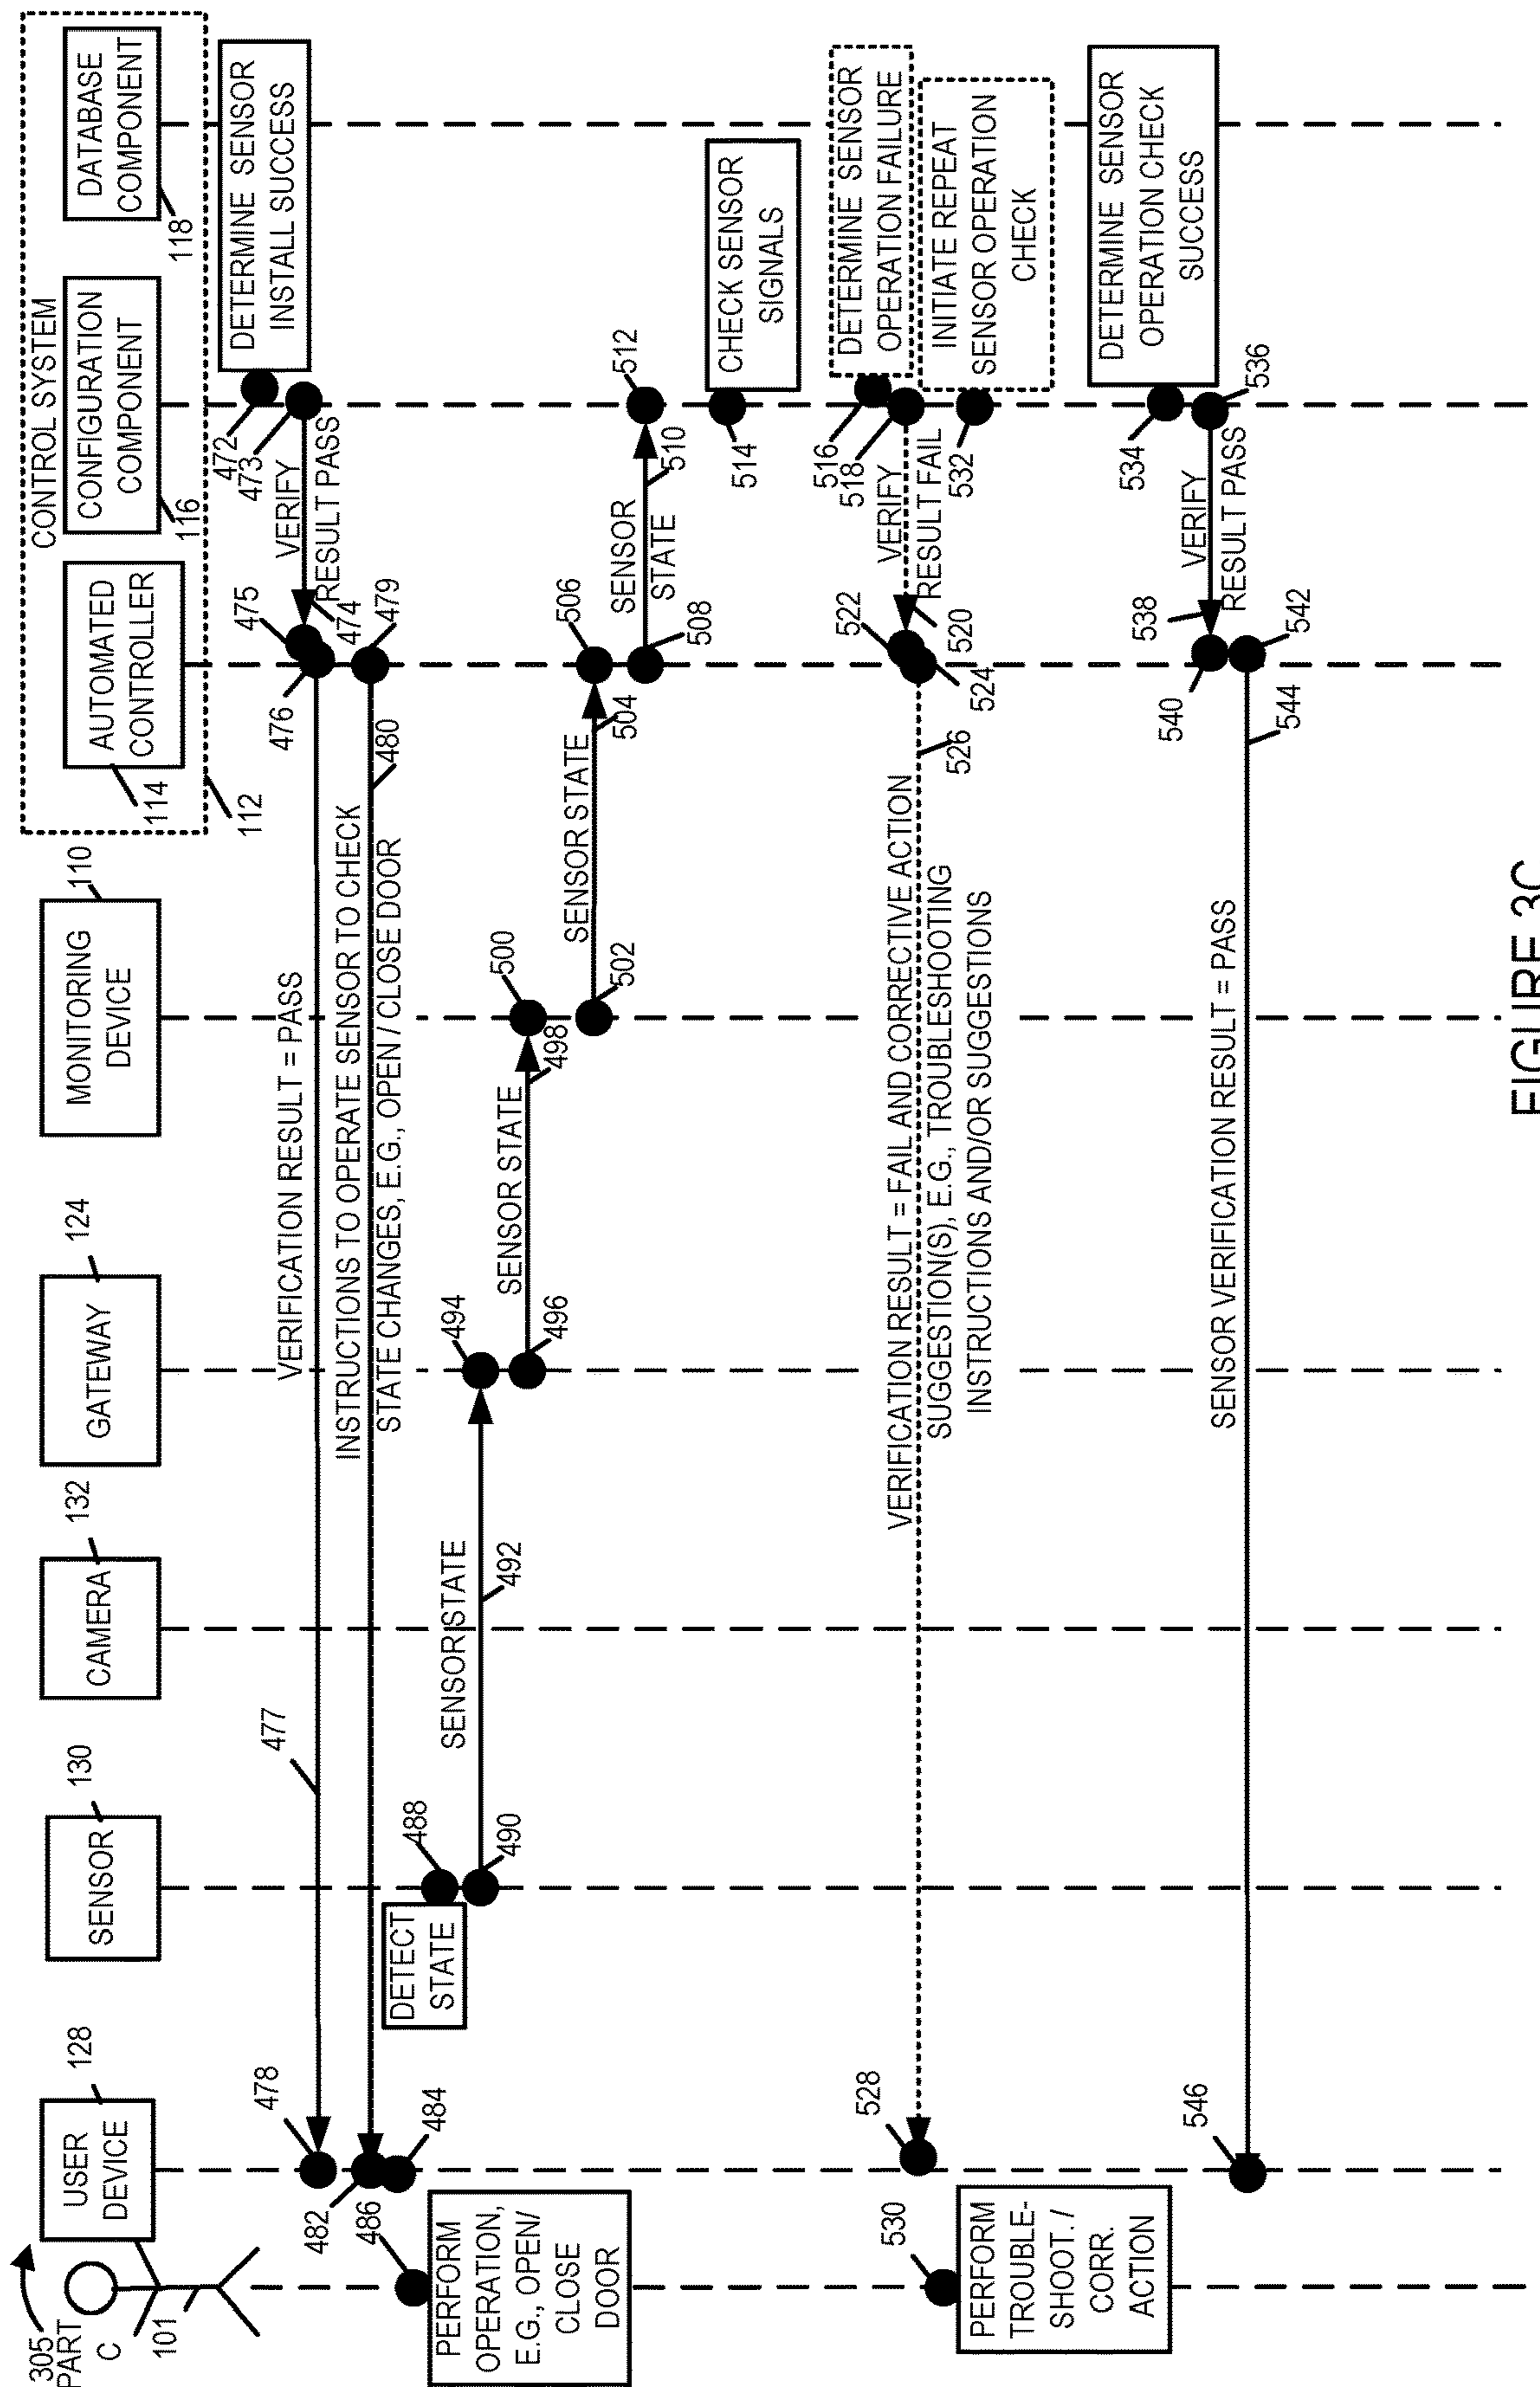 305
PART
C
101
USER
DEVICE
128
SENSOR
130
CAMERA
132
GATEWAY
124
MONITORING
DEVICE
110
CONTROL SYSTEM
AUTOMATED
CONTROLLER
114
CONFIGURATION
COMPONENT
116
DATABASE
COMPONENT
118
112
DETERMINE SENSOR
INSTALL SUCCESS
472
473
VERIFY
RESULT PASS
474
475
476
VERIFICATION RESULT = PASS
477
478
479
480
INSTRUCTIONS TO OPERATE SENSOR TO CHECK
STATE CHANGES, E.G., OPEN / CLOSE DOOR
482
484
486
PERFORM
OPERATION,
E.G., OPEN/
CLOSE
DOOR
DETECT
STATE
488
490
SENSOR STATE
492
494
496
SENSOR STATE
498
500
502
SENSOR STATE
504
506
508
SENSOR
STATE
510
512
CHECK SENSOR
SIGNALS
514
DETERMINE SENSOR
OPERATION FAILURE
516
518
VERIFY
RESULT FAIL
520
522
524
526
VERIFICATION RESULT = FAIL AND CORRECTIVE ACTION
SUGGESTION(S), E.G., TROUBLESHOOTING
INSTRUCTIONS AND/OR SUGGESTIONS
528
530
PERFORM
TROUBLE-
SHOOT. /
CORR.
ACTION
INITIATE REPEAT
SENSOR OPERATION
CHECK
532
DETERMINE SENSOR
OPERATION CHECK
SUCCESS
534
536
VERIFY
RESULT PASS
538
540
542
544
SENSOR VERIFICATION RESULT = PASS
546
FIGURE 3C